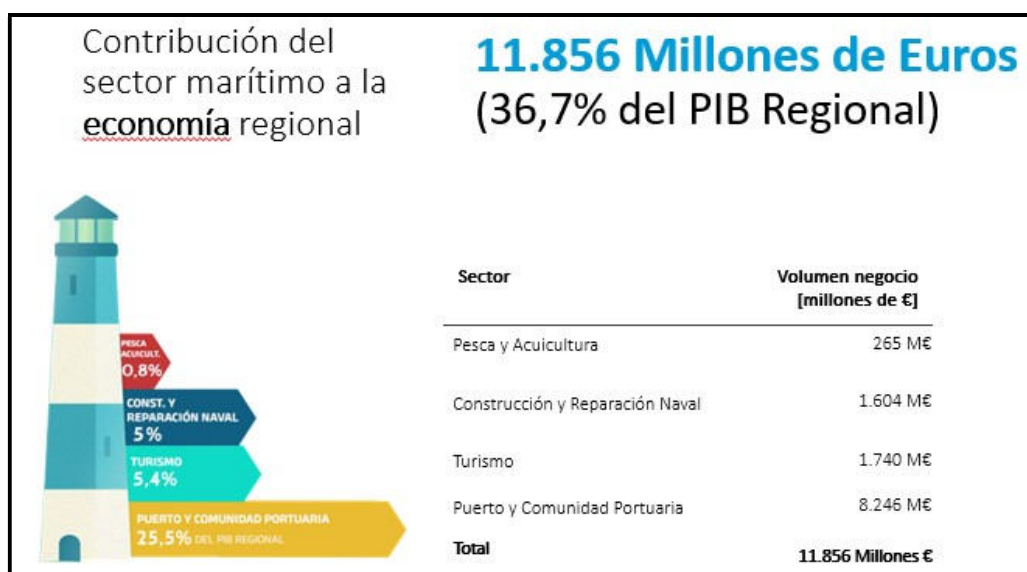 Contribución del
sector marítimo a la
economía regional
11.856 Millones de Euros
(36,7% del PIB Regional)
PESCA
ACUICULT.
0,8%
CONST. Y
REPARACIÓN NAVAL
5%
TURISMO
5,4%
PUERTO Y COMUNIDAD PORTUARIA
25,5% DEL PIB REGIONAL
Sector Volumen negocio
[millones de €]
Pesca y Acuicultura 265 M€
Construcción y Reparación Naval 1.604 M€
Turismo 1.740 M€
Puerto y Comunidad Portuaria 8.246 M€
Total 11.856 Millones €